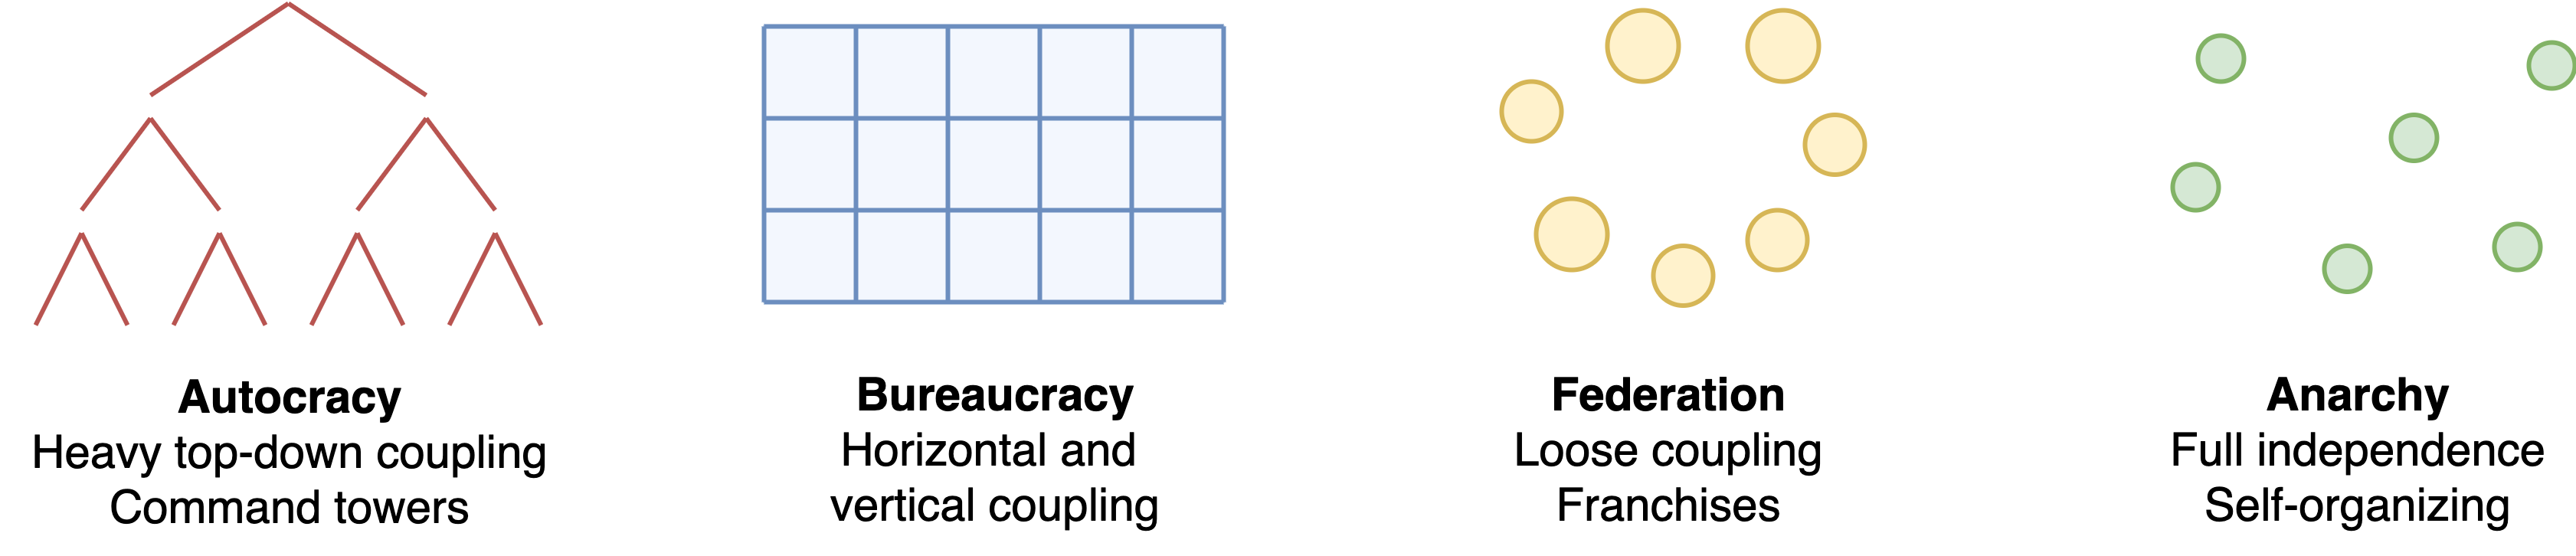 Autocracy
Heavy top-down coupling
Command towers
Bureaucracy
Horizontal and
vertical coupling
Federation
Loose coupling
Franchises
Anarchy
Full independence
Self-organizing